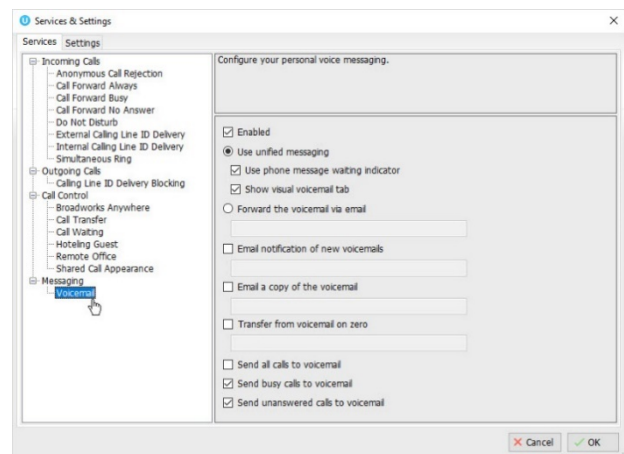 Services & Settings
Services Settings
Incoming Calls
Anonymous Call Rejection
Call Forward Always
Call Forward Busy
Call Forward No Answer
Do Not Disturb
External Calling Line ID Delivery
Internal Calling Line ID Delivery
Simultaneous Ring
Outgoing Calls
Calling Line ID Delivery Blocking
Call Control
Broadworks Anywhere
Call Transfer
Call Waiting
Hoteling Guest
Remote Office
Shared Call Appearance
Messaging
Voicemail
Configure your personal voice messaging.
Enabled
Use unified messaging
Use phone message waiting indicator
Show visual voicemail tab
Forward the voicemail via email
Email notification of new voicemails
Email a copy of the voicemail
Transfer from voicemail on zero
Send all calls to voicemail
Send busy calls to voicemail
Send unanswered calls to voicemail
Cancel OK